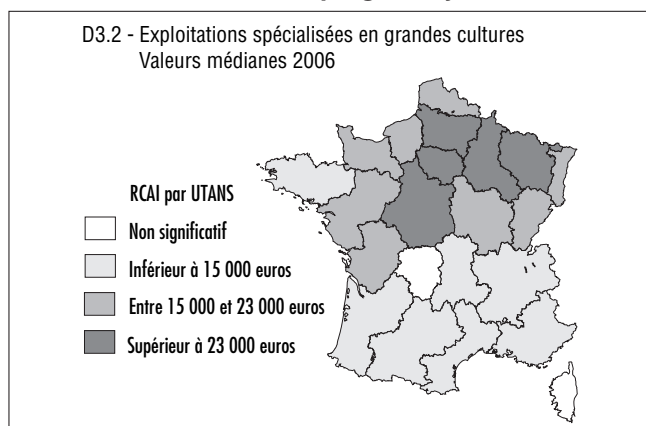 D3.2 - Exploitations spécialisées en grandes cultures
Valeurs médianes 2006
RCAI par UTANS
Non significatif
Inférieur à 15 000 euros
Entre 15 000 et 23 000 euros
Supérieur à 23 000 euros